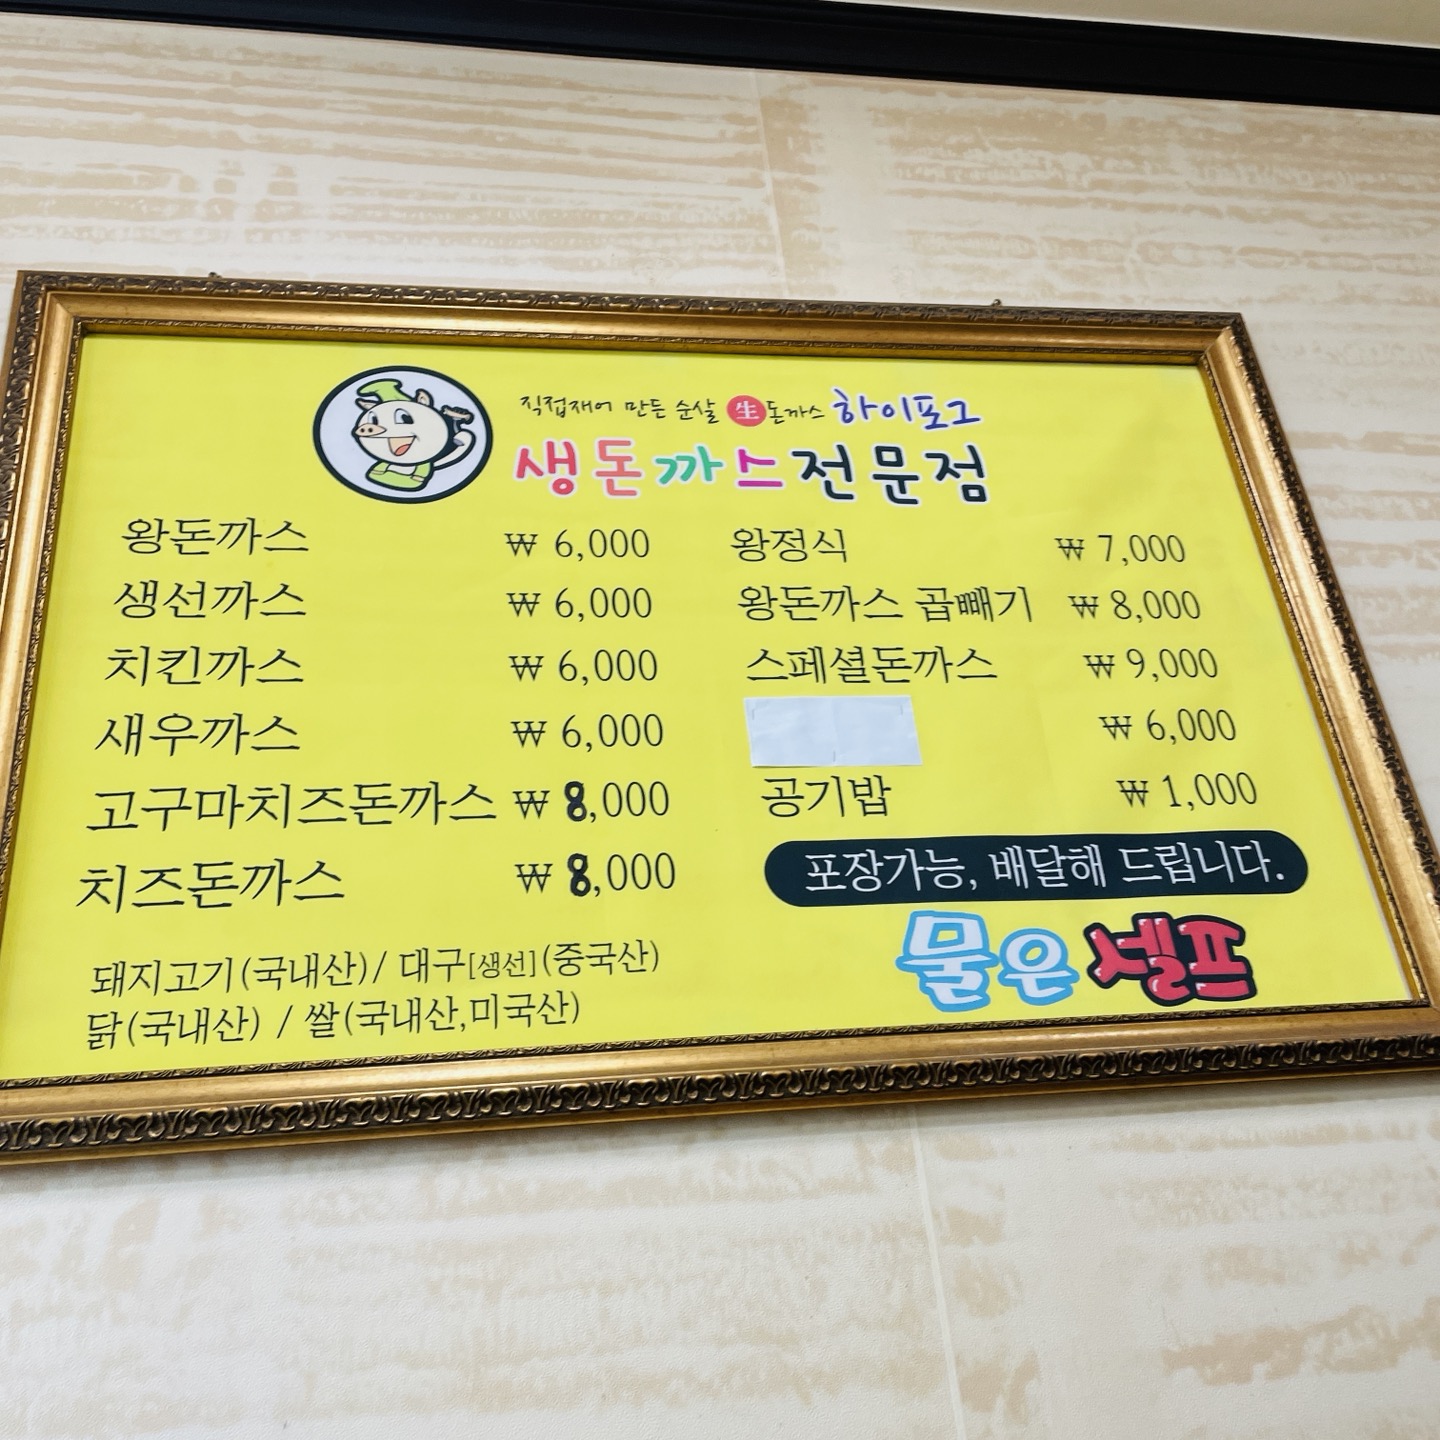 직접재어 만든 순살 生돈까스 하이포크
생돈까스전문점
왕돈까스 ₩ 6,000
생선까스 ₩ 6,000
치킨까스 ₩ 6,000
새우까스 ₩ 6,000
고구마치즈돈까스 ₩ 8,000
치즈돈까스 ₩ 8,000
돼지고기(국내산)/ 대구[생선](중국산)
닭(국내산) / 쌀(국내산,미국산)
왕정식 ₩ 7,000
왕돈까스 곱빼기 ₩ 8,000
스페셜돈까스 ₩ 9,000
₩ 6,000
공기밥 ₩ 1,000
포장가능, 배달해 드립니다.
물은 셀프